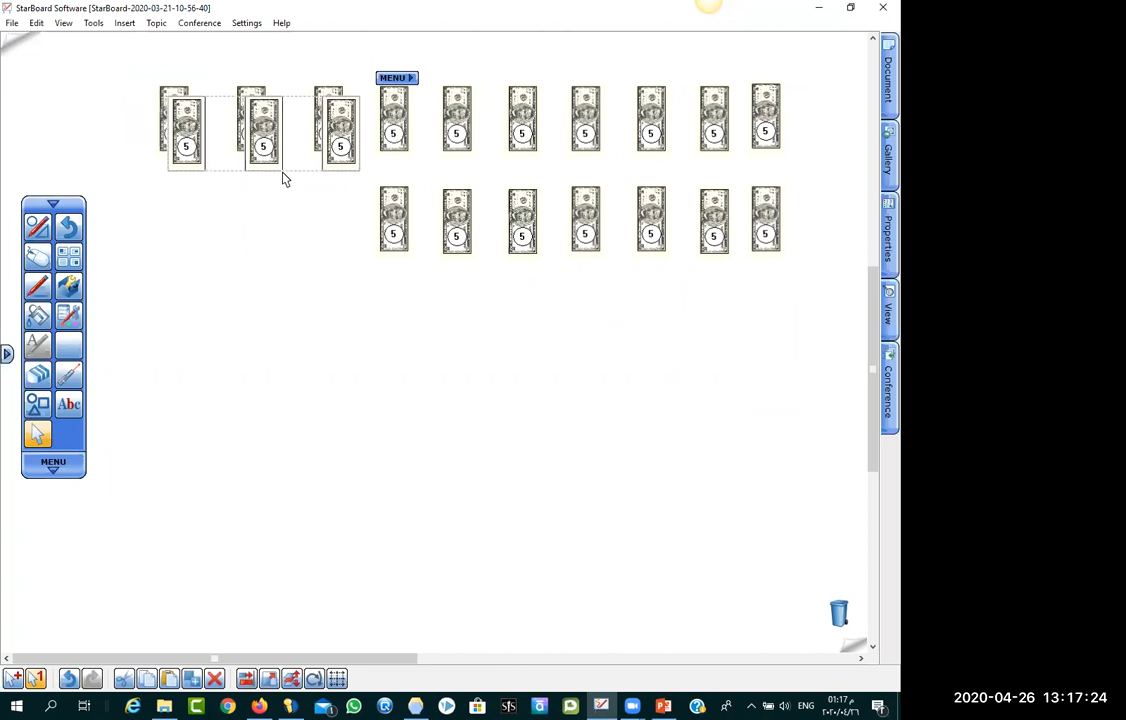 StarBoard Software [StarBoard-2020-03-21-10-56-40]
File Edit View Tools Insert Topic Conference Settings Help
MENU
5 5 5 5 5 5 5 5 5 5
5 5 5 5 5 5 5
Document
Gallery
Properties
View
Conference
A
Abc
MENU
1
ENG
01:17 م
2020-04-26 13:17:24